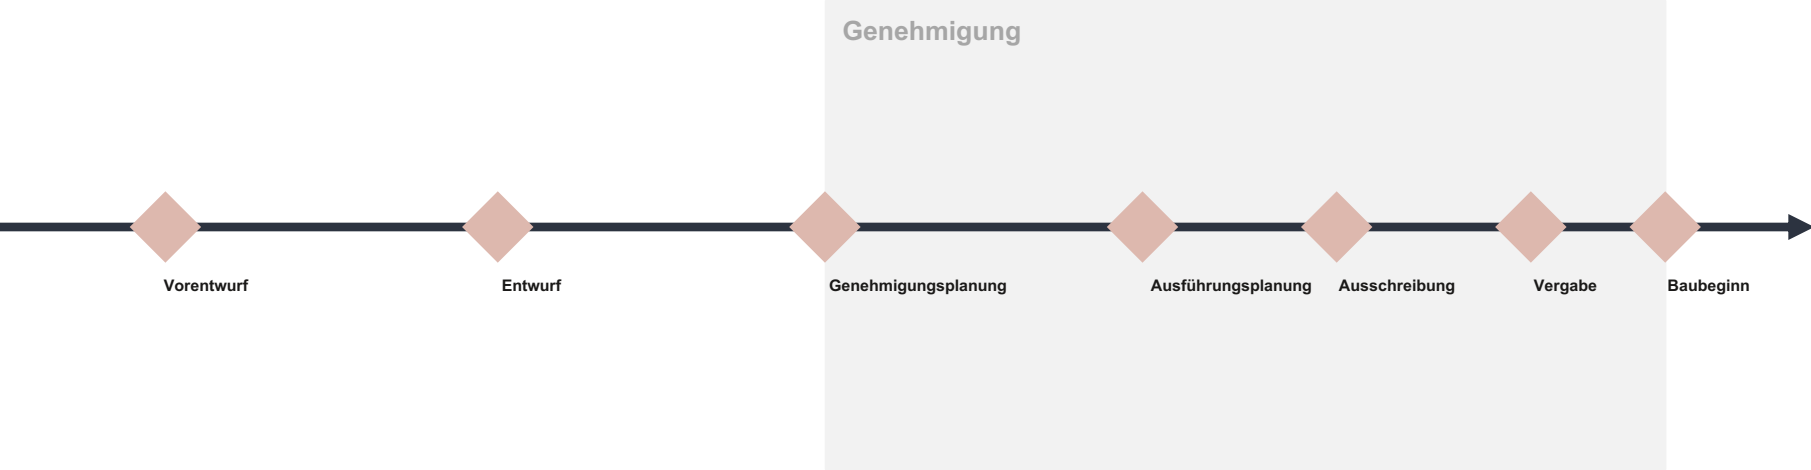 Genehmigung
Vorentwurf
Entwurf
Genehmigungsplanung
Ausführungsplanung
Ausschreibung
Vergabe
Baubeginn